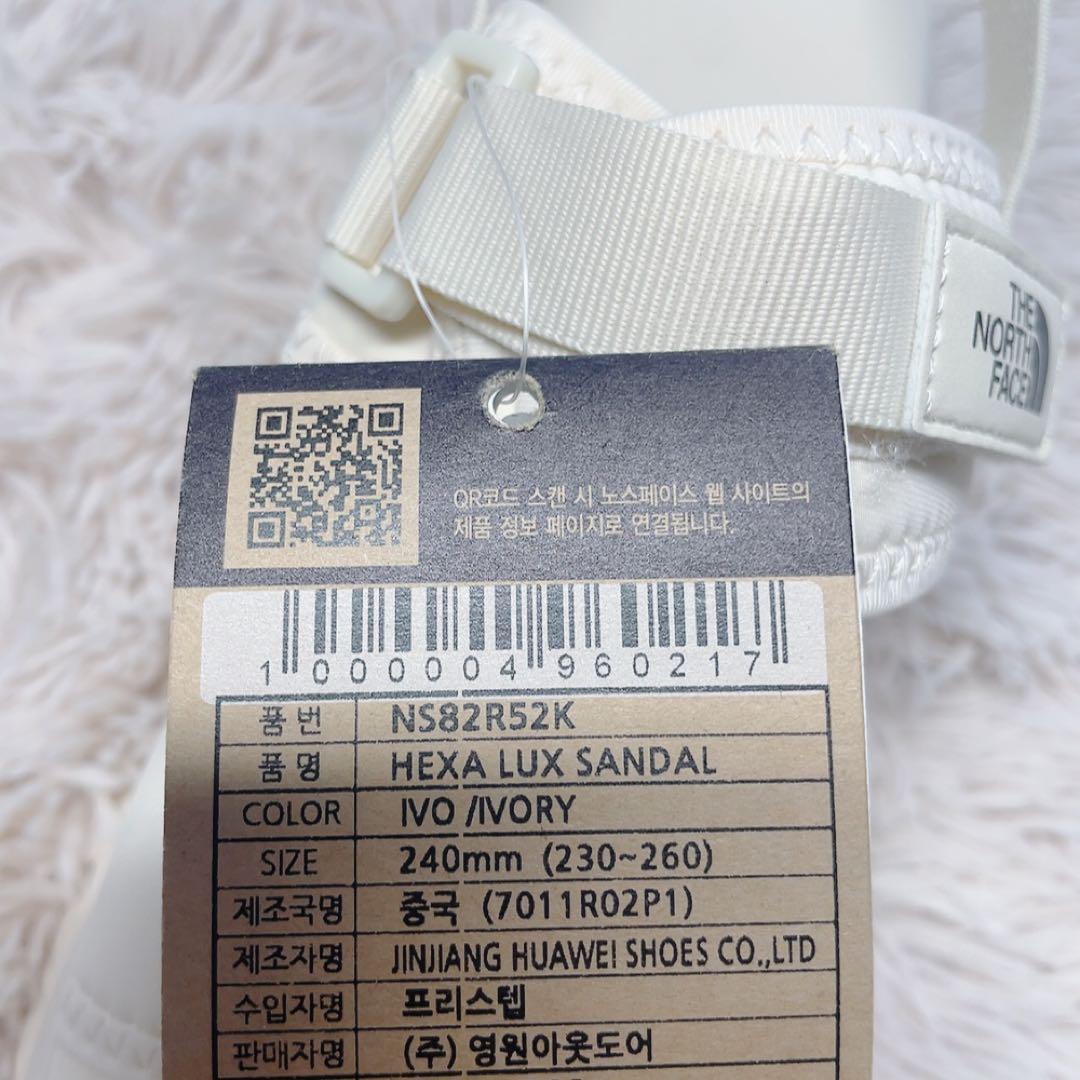 THE
NORTH
FACE
QR코드 스캔 시 노스페이스 웹 사이트의
제품 정보 페이지로 연결됩니다.
1 000004 960217
품 번 NS82R52K
품 명 HEXA LUX SANDAL
COLOR IVO /IVORY
SIZE 240mm (230~260)
제조국명 중국 (7011R02P1)
제조자명 JINJIANG HUAWEI SHOES CO.,LTD
수입자명 프리스텝
판매자명 (주) 영원아웃도어